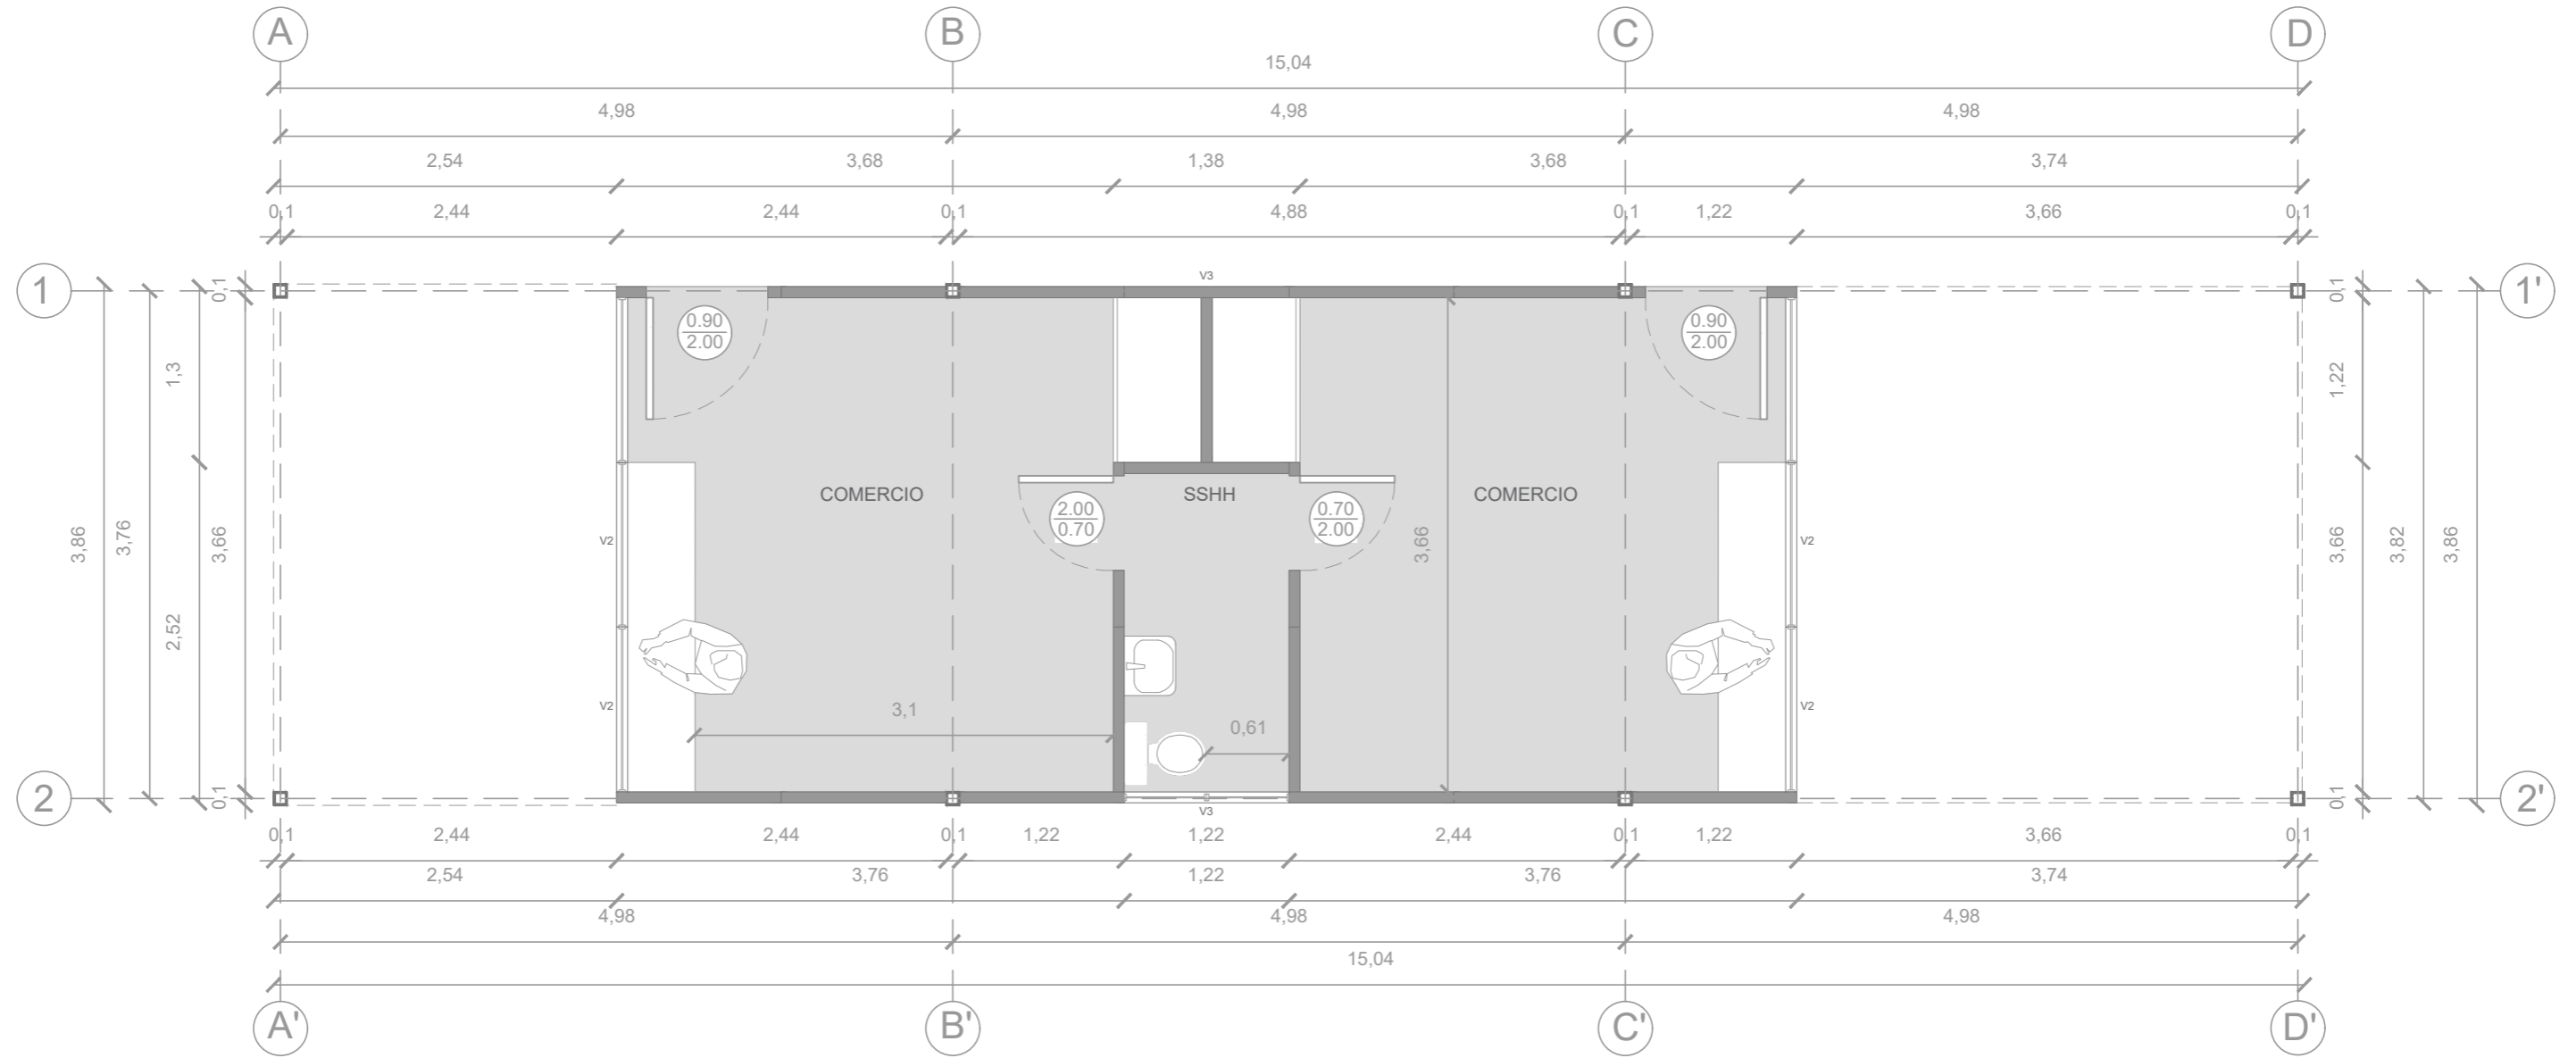 A B C D
15,04
4,98 4,98 4,98
2,54 3,68 1,38 3,68 3,74
0,1 2,44 2,44 0,1 4,88 0,1 1,22 3,66 0,1
V3
1 1'
0,1 0,1
0.90 0.90
2.00 2.00
1,3 1,22
COMERCIO SSHH COMERCIO
2.00 0.70
0.70 2.00
3,86 3,76 3,66 V2 3,66 V2 3,66 3,82 3,86
2,52
V2 V2
3,1 0,61
2 2'
0,1 0,1
V3
0,1 2,44 2,44 0,1 1,22 1,22 2,44 0,1 1,22 3,66 0,1
2,54 3,76 1,22 3,76 3,74
4,98 4,98 4,98
15,04
A' B' C' D'